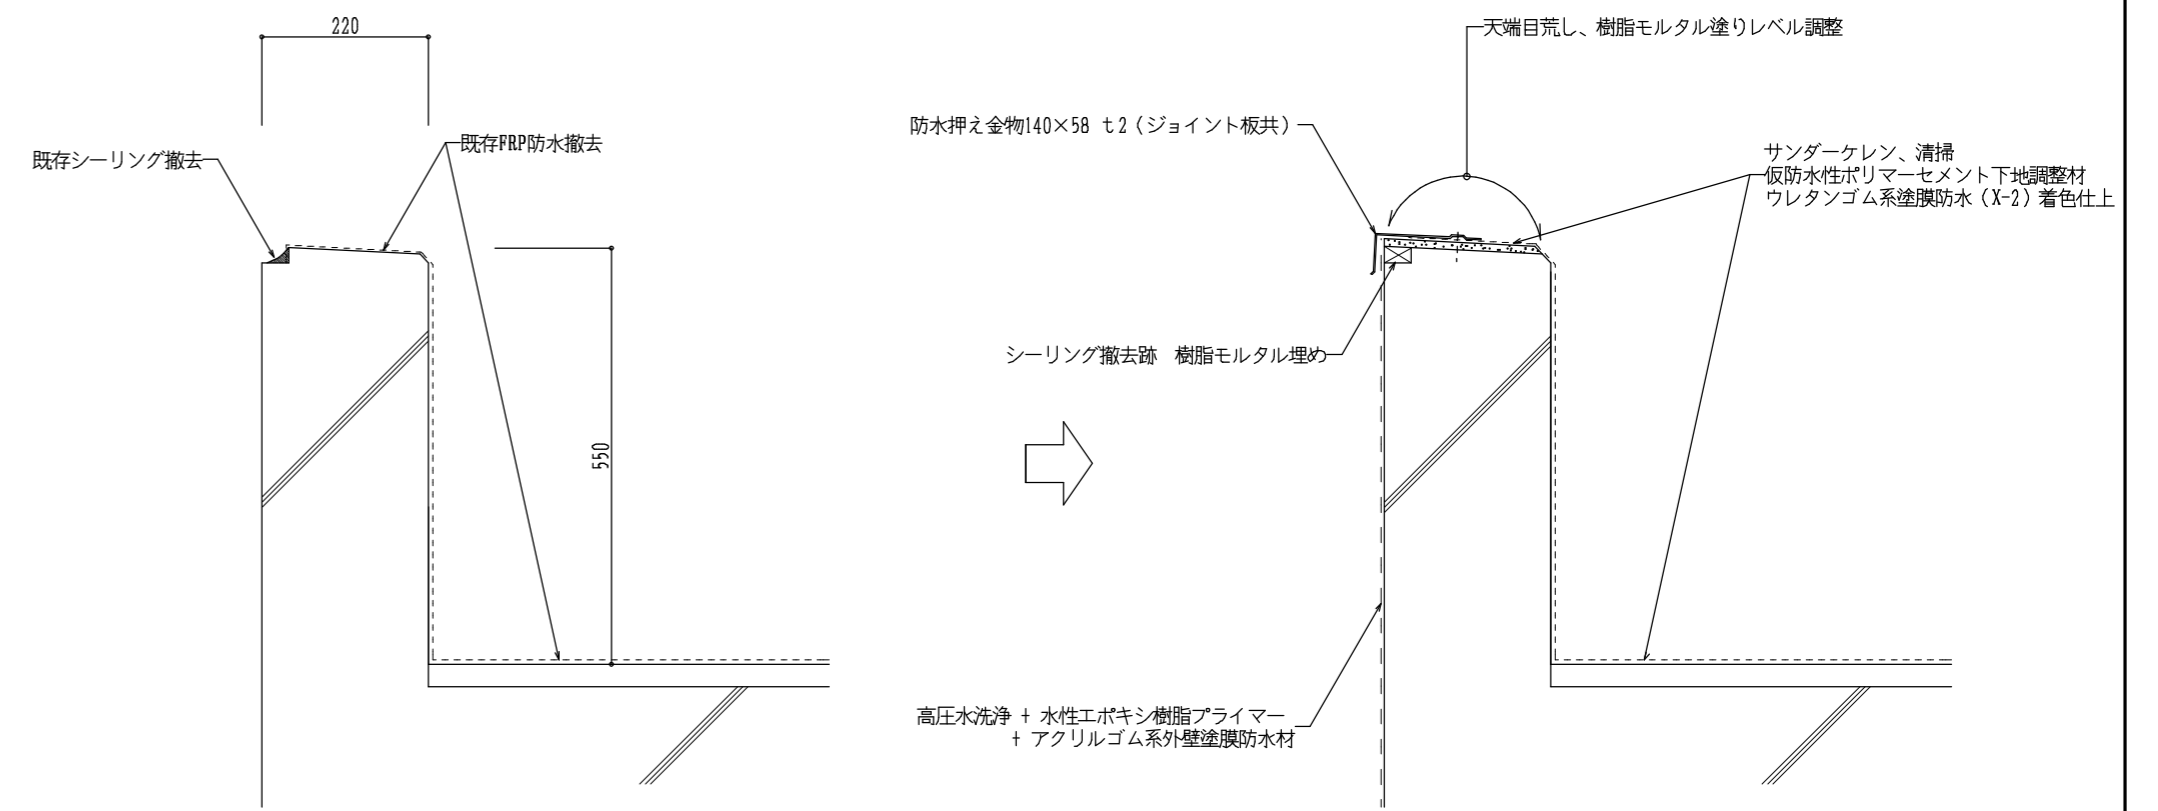 220
既存シーリング撤去
既存FRP防水撤去
550
天端目荒し、樹脂モルタル塗りレベル調整
防水押え金物140×58 t2（ジョイント板共）
サンダーケレン、清掃
仮防水性ポリマーセメント下地調整材
ウレタンゴム系塗膜防水（X-2）着色仕上
シーリング撤去跡　樹脂モルタル埋め
高圧水洗浄 + 水性エポキシ樹脂プライマー
+ アクリルゴム系外壁塗膜防水材